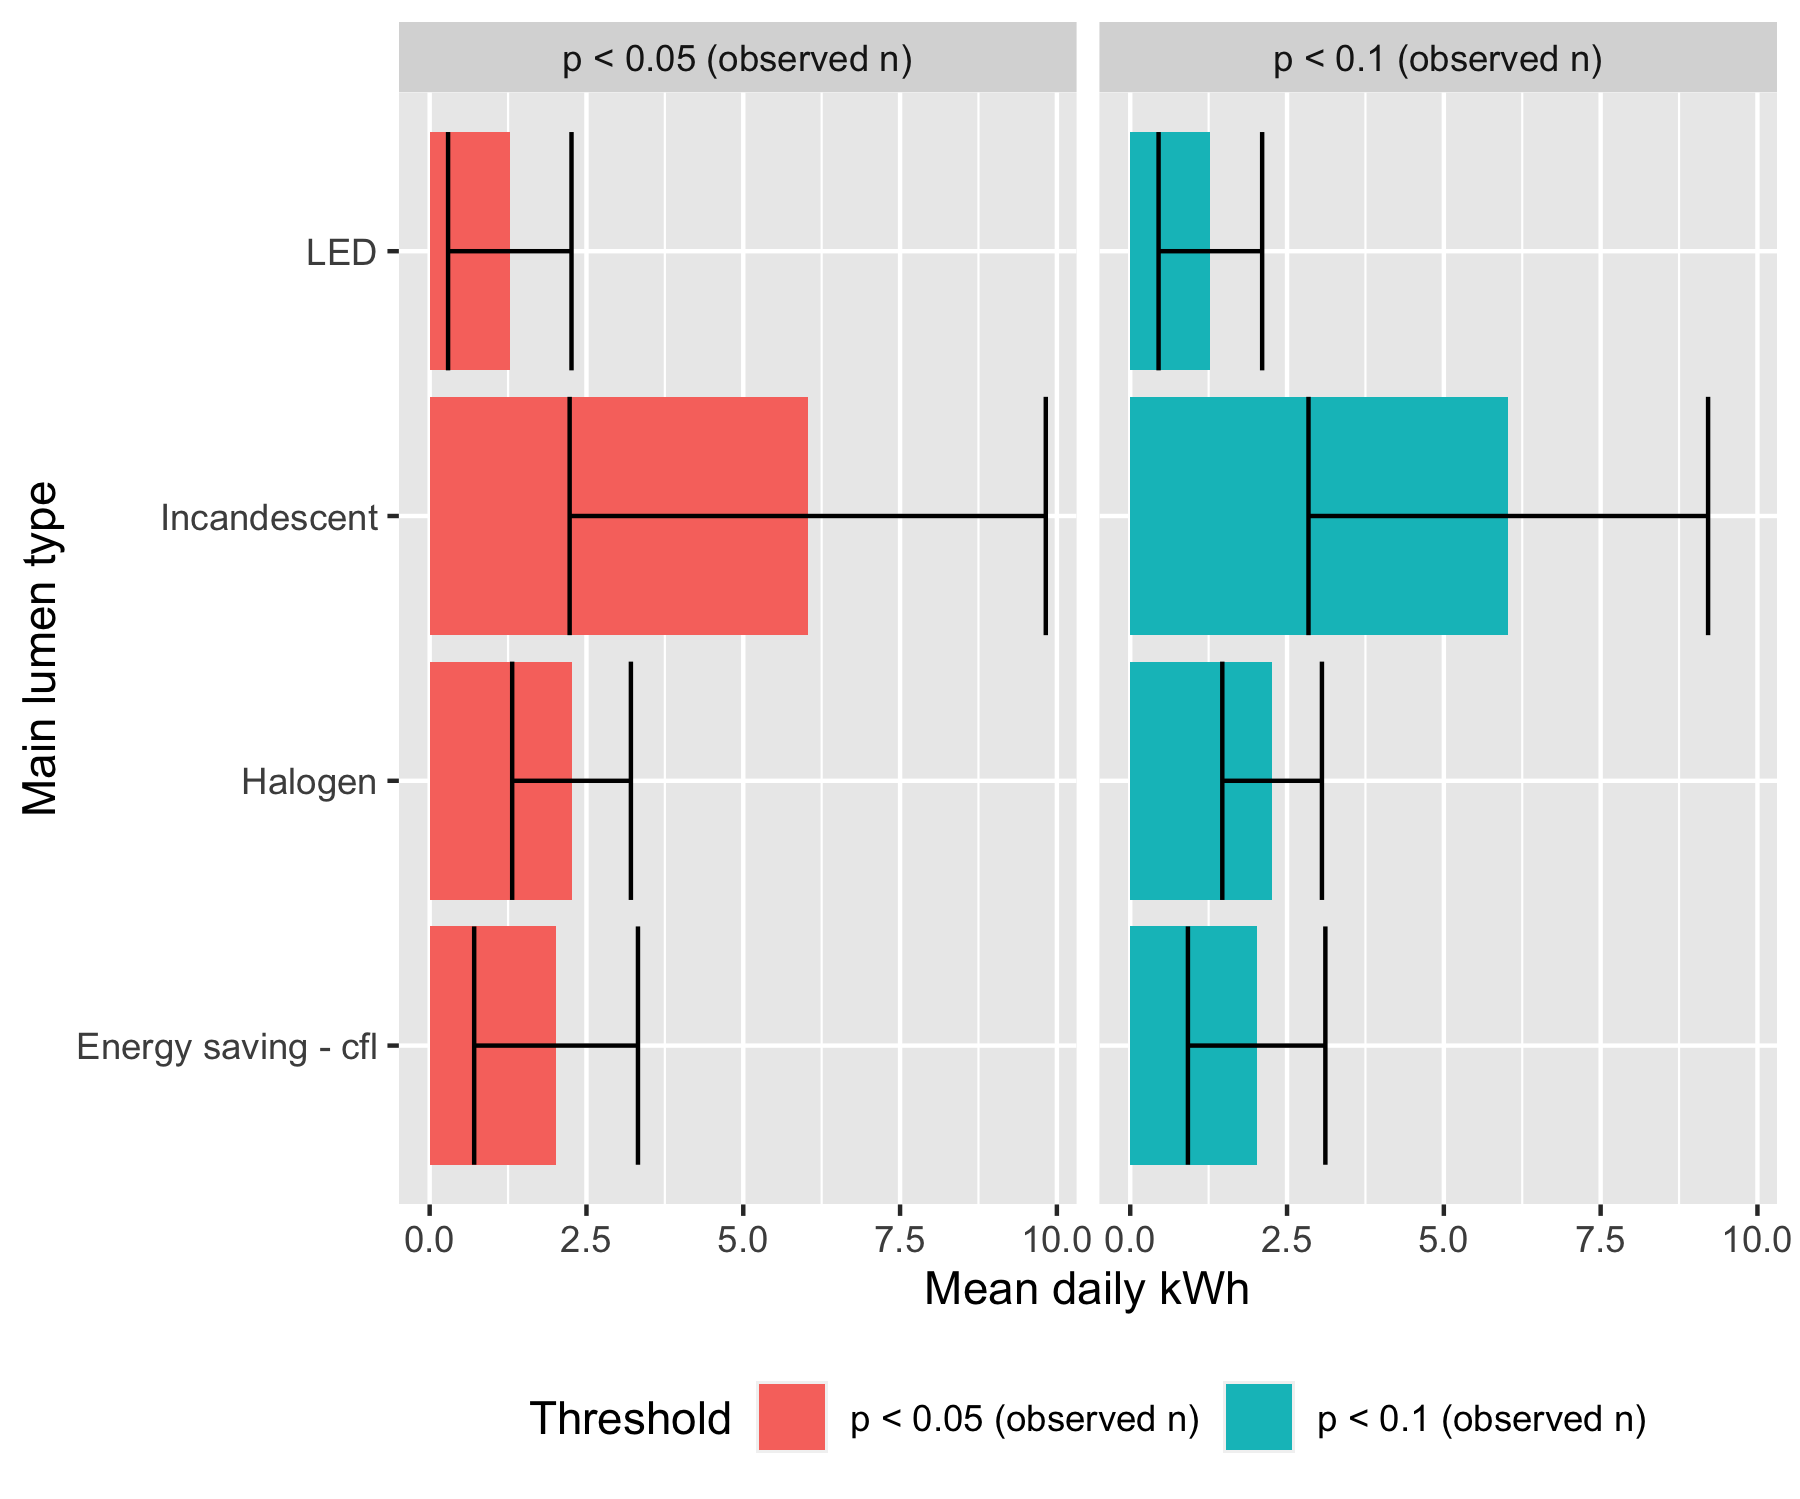 p < 0.05 (observed n)
p < 0.1 (observed n)
Main lumen type
LED
Incandescent
Halogen
Energy saving - cfl
0.0 2.5 5.0 7.5 10.0 0.0 2.5 5.0 7.5 10.0
Mean daily kWh
Threshold p < 0.05 (observed n) p < 0.1 (observed n)